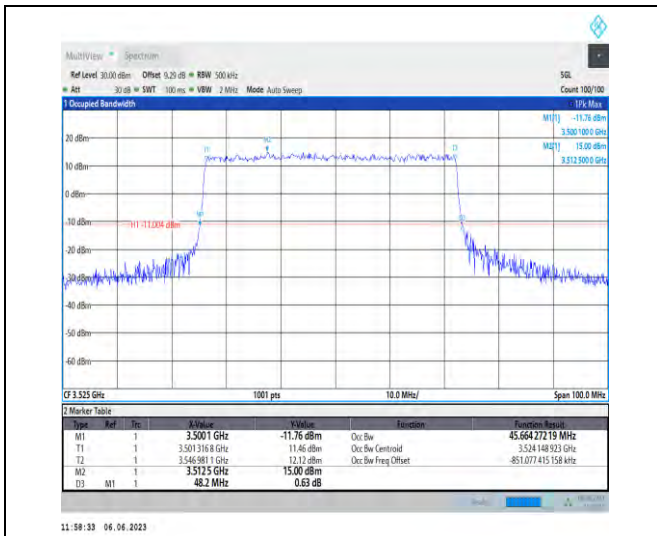 MultiView Spectrum
Ref Level 30.00 dBm Offset 9.29 dB RBW 500 kHz SGL
Att 30 dB SWT 100 ms VBW 2 MHz Mode Auto Sweep Count 100/100
1 Occupied Bandwidth 1Pk Max
M1[1] -11.76 dBm
3.500 100 0 GHz
M2[1] 15.00 dBm
3.512 500 0 GHz
20 dBm
M2
T1
10 dBm
0 dBm
M1
-10 dBm
H1 -11.004 dBm
D3
-20 dBm
-30 dBm
-40 dBm
-50 dBm
-60 dBm
CF 3.525 GHz 1001 pts 10.0 MHz/ Span 100.0 MHz
2 Marker Table
Type Ref Trc X-Value Y-Value Function Function Result
M1 1 3.5001 GHz -11.76 dBm Occ Bw 45.664 272 19 MHz
T1 1 3.501 316 8 GHz 11.46 dBm Occ Bw Centroid 3.524 148 923 GHz
T2 1 3.546 981 1 GHz 12.12 dBm Occ Bw Freq Offset -851.077 415 158 kHz
M2 1 3.512 5 GHz 15.00 dBm
D3 M1 1 48.2 MHz 0.63 dB
11:58:33 06.06.2023